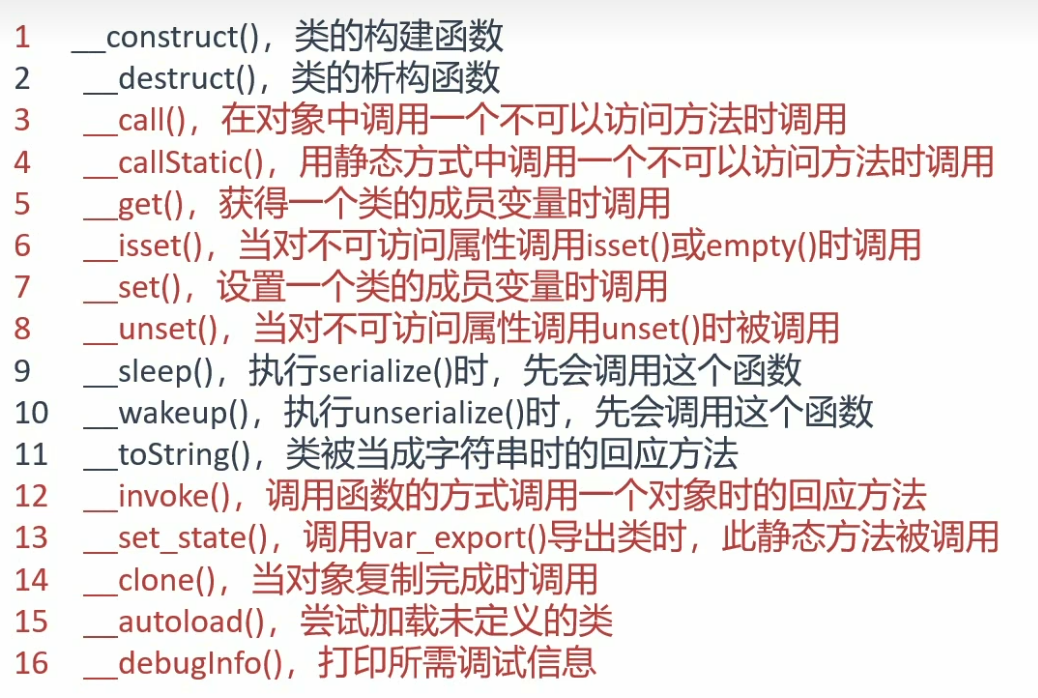 1 __construct()，类的构建函数
2 __destruct()，类的析构函数
3 __call()，在对象中调用一个不可以访问方法时调用
4 __callStatic()，用静态方式中调用一个不可以访问方法时调用
5 __get()，获得一个类的成员变量时调用
6 __isset()，当对不可访问属性调用isset()或empty()时调用
7 __set()，设置一个类的成员变量时调用
8 __unset()，当对不可访问属性调用unset()时被调用
9 __sleep()，执行serialize()时，先会调用这个函数
10 __wakeup()，执行unserialize()时，先会调用这个函数
11 __toString()，类被当成字符串时的回应方法
12 __invoke()，调用函数的方式调用一个对象时的回应方法
13 __set_state()，调用var_export()导出类时，此静态方法被调用
14 __clone()，当对象复制完成时调用
15 __autoload()，尝试加载未定义的类
16 __debugInfo()，打印所需调试信息